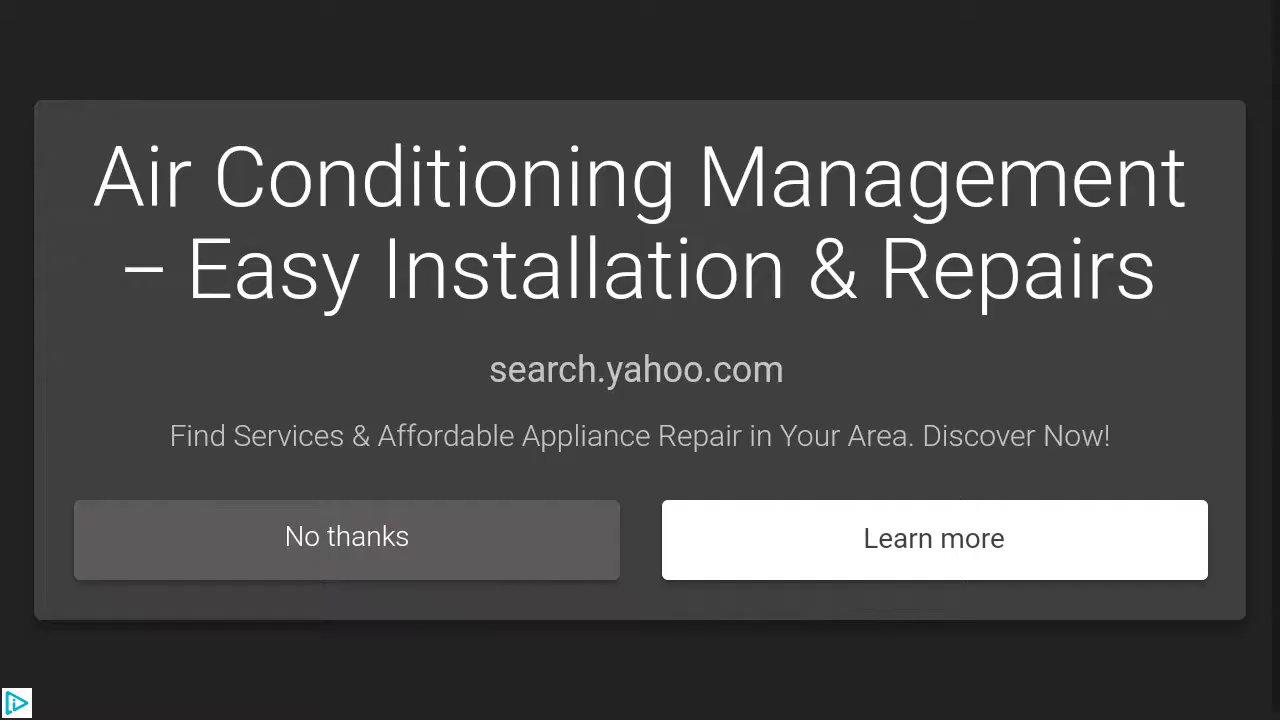 Air Conditioning Management
– Easy Installation & Repairs
search.yahoo.com
Find Services & Affordable Appliance Repair in Your Area. Discover Now!
No thanks
Learn more